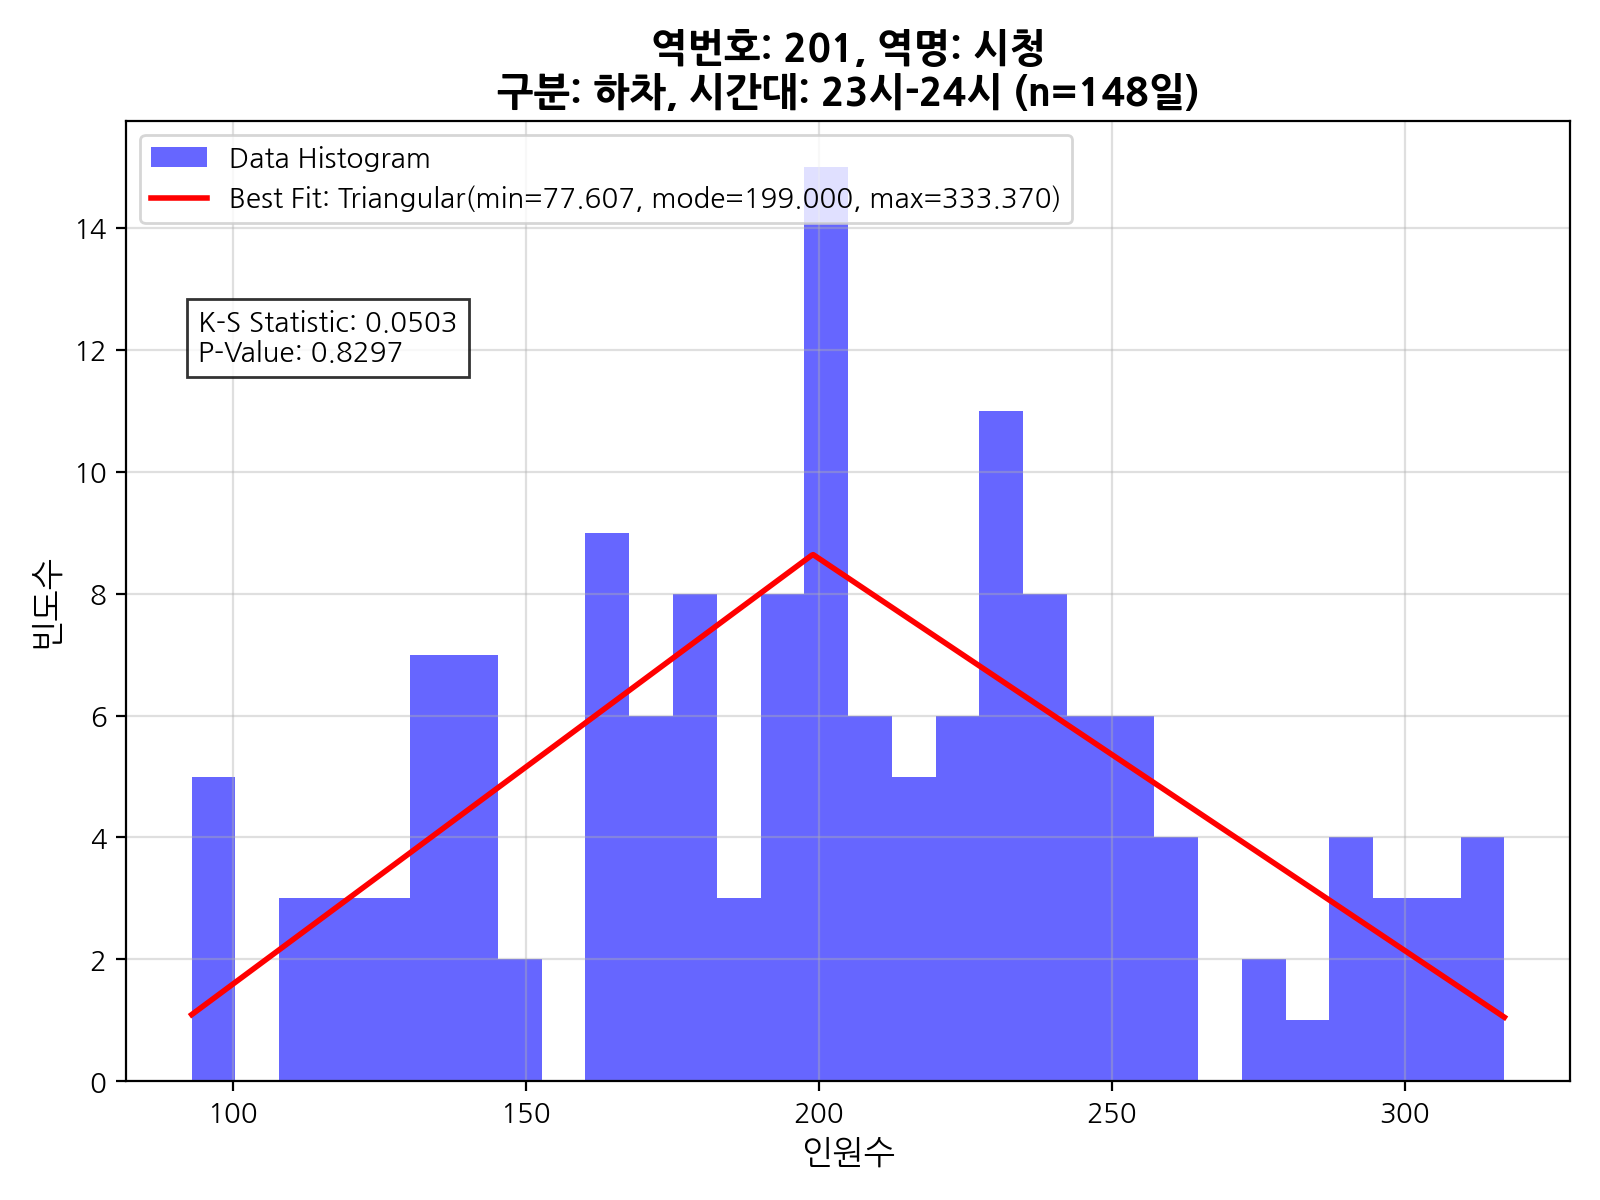 역번호: 201, 역명: 시청
구분: 하차, 시간대: 23시-24시 (n=148일)
Data Histogram
Best Fit: Triangular(min=77.607, mode=199.000, max=333.370)
K-S Statistic: 0.0503
P-Value: 0.8297
빈도수
14
12
10
8
6
4
2
0
100 150 200 250 300
인원수